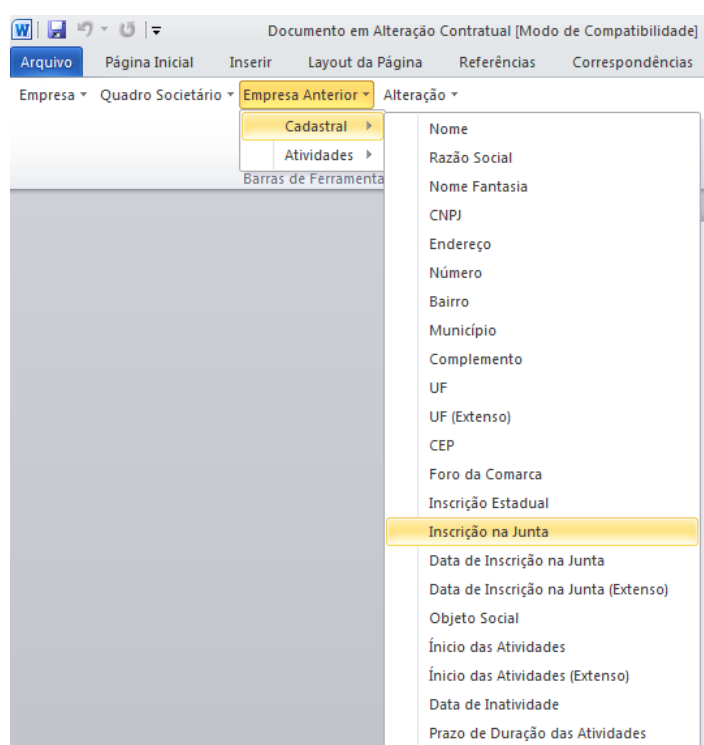 W
Documento em Alteração Contratual [Modo de Compatibilidade]
Arquivo Página Inicial Inserir Layout da Página Referências Correspondências
Empresa Quadro Societário Empresa Anterior Alteração
Cadastral
Atividades
Barras de Ferramenta
Nome
Razão Social
Nome Fantasia
CNPJ
Endereço
Número
Bairro
Município
Complemento
UF
UF (Extenso)
CEP
Foro da Comarca
Inscrição Estadual
Inscrição na Junta
Data de Inscrição na Junta
Data de Inscrição na Junta (Extenso)
Objeto Social
Ínicio das Atividades
Ínicio das Atividades (Extenso)
Data de Inatividade
Prazo de Duração das Atividades